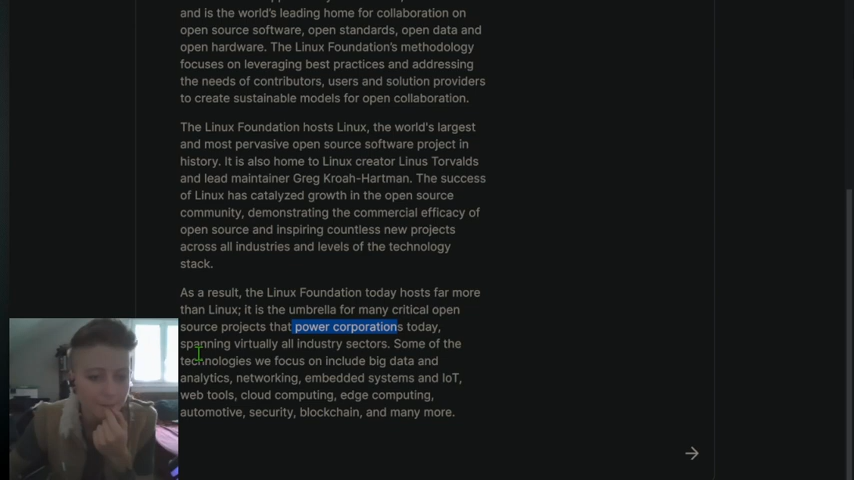 and is the world's leading home for collaboration on
open source software, open standards, open data and
open hardware. The Linux Foundation's methodology
focuses on leveraging best practices and addressing
the needs of contributors, users and solution providers
to create sustainable models for open collaboration.
The Linux Foundation hosts Linux, the world's largest
and most pervasive open source software project in
history. It is also home to Linux creator Linus Torvalds
and lead maintainer Greg Kroah-Hartman. The success
of Linux has catalyzed growth in the open source
community, demonstrating the commercial efficacy of
open source and inspiring countless new projects
across all industries and levels of the technology
stack.
As a result, the Linux Foundation today hosts far more
than Linux; it is the umbrella for many critical open
source projects that power corporations today,
spanning virtually all industry sectors. Some of the
technologies we focus on include big data and
analytics, networking, embedded systems and IoT,
web tools, cloud computing, edge computing,
automotive, security, blockchain, and many more.